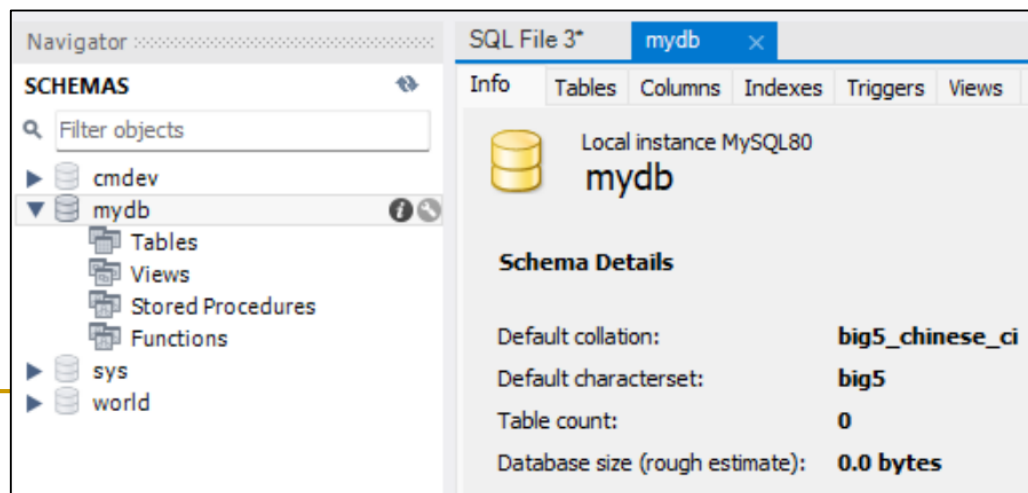 Navigator
SCHEMAS
Filter objects
cmdev
mydb
Tables
Views
Stored Procedures
Functions
sys
world
SQL File 3*
mydb
Info Tables Columns Indexes Triggers Views
Local instance MySQL80
mydb
Schema Details
Default collation: big5_chinese_ci
Default characterset: big5
Table count: 0
Database size (rough estimate): 0.0 bytes